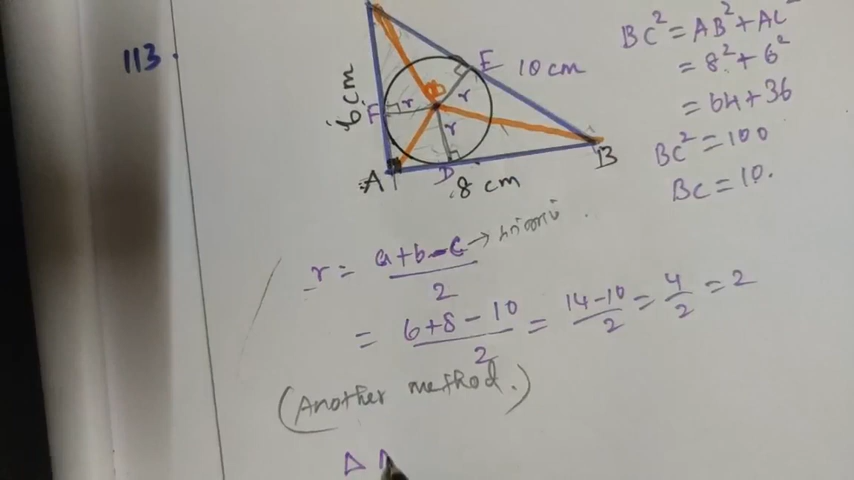 113.
BC² = AB² + AC²
= 8² + 6²
= 64 + 36
BC² = 100
BC = 10.
6 cm
10 cm
8 cm
A
B
D
E
F
r
r
r
r = (a+b-c)/2 →
= (6+8-10)/2 = (14-10)/2 = 4/2 = 2
(Another method.)
Δ